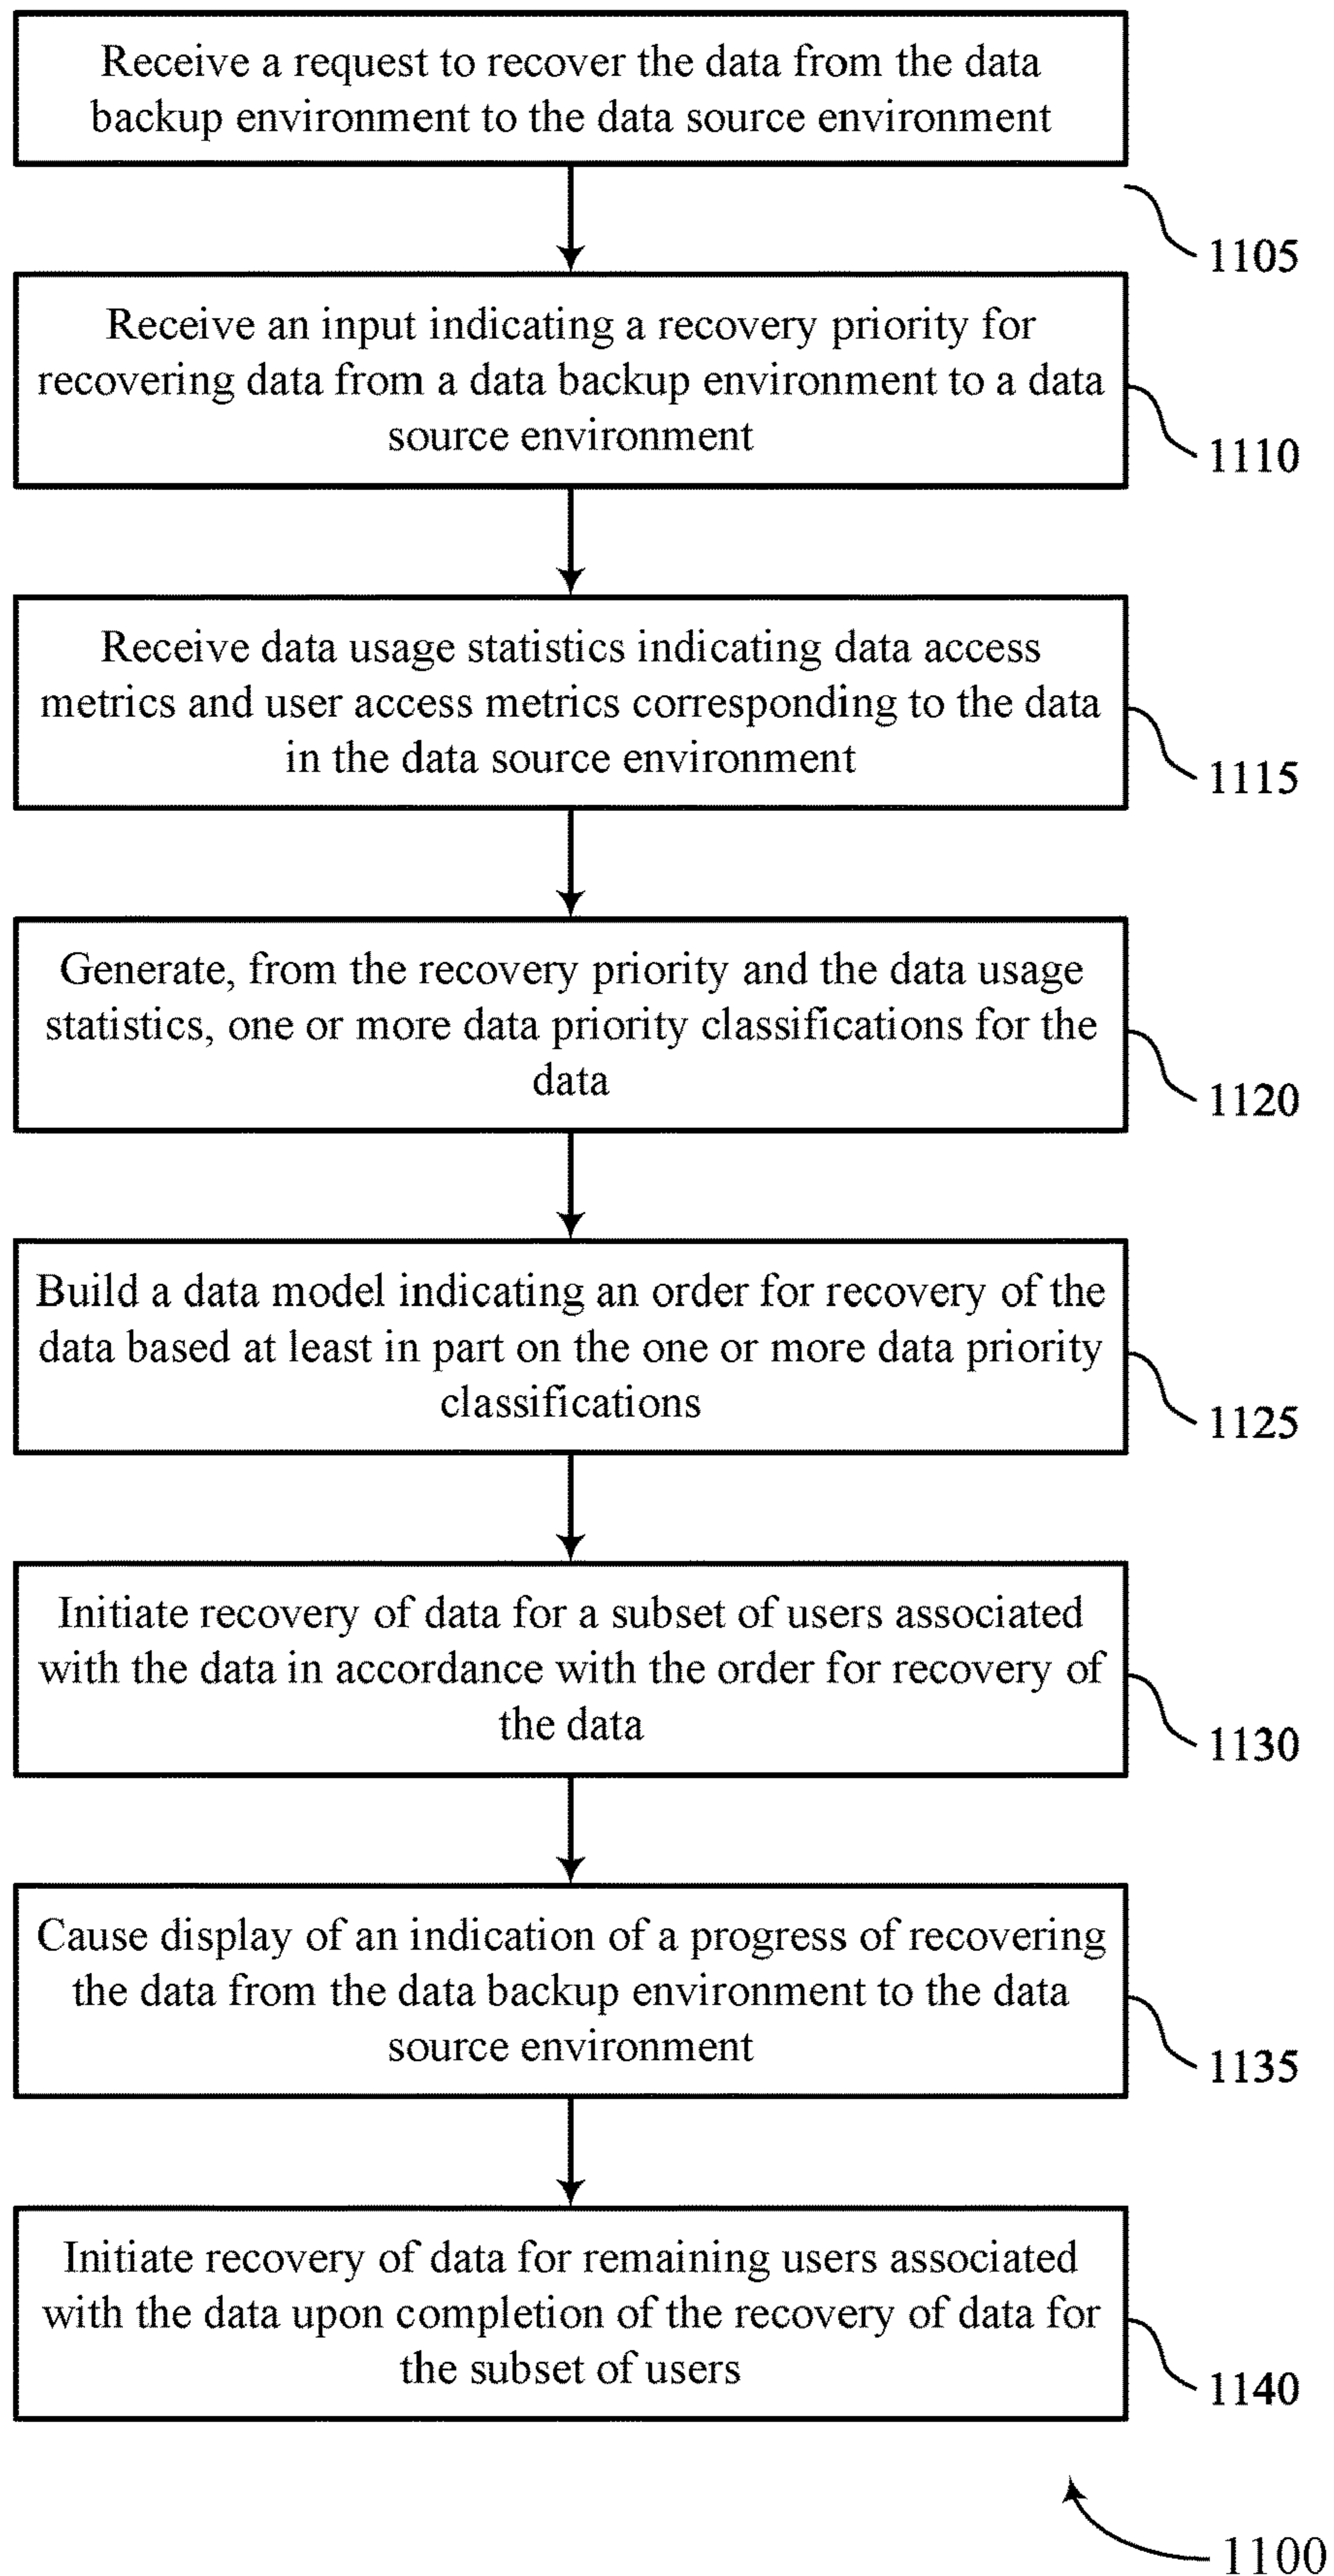 Receive a request to recover the data from the data
backup environment to the data source environment
1105
Receive an input indicating a recovery priority for
recovering data from a data backup environment to a data
source environment
1110
Receive data usage statistics indicating data access
metrics and user access metrics corresponding to the data
in the data source environment
1115
Generate, from the recovery priority and the data usage
statistics, one or more data priority classifications for the
data
1120
Build a data model indicating an order for recovery of the
data based at least in part on the one or more data priority
classifications
1125
Initiate recovery of data for a subset of users associated
with the data in accordance with the order for recovery of
the data
1130
Cause display of an indication of a progress of recovering
the data from the data backup environment to the data
source environment
1135
Initiate recovery of data for remaining users associated
with the data upon completion of the recovery of data for
the subset of users
1140
1100